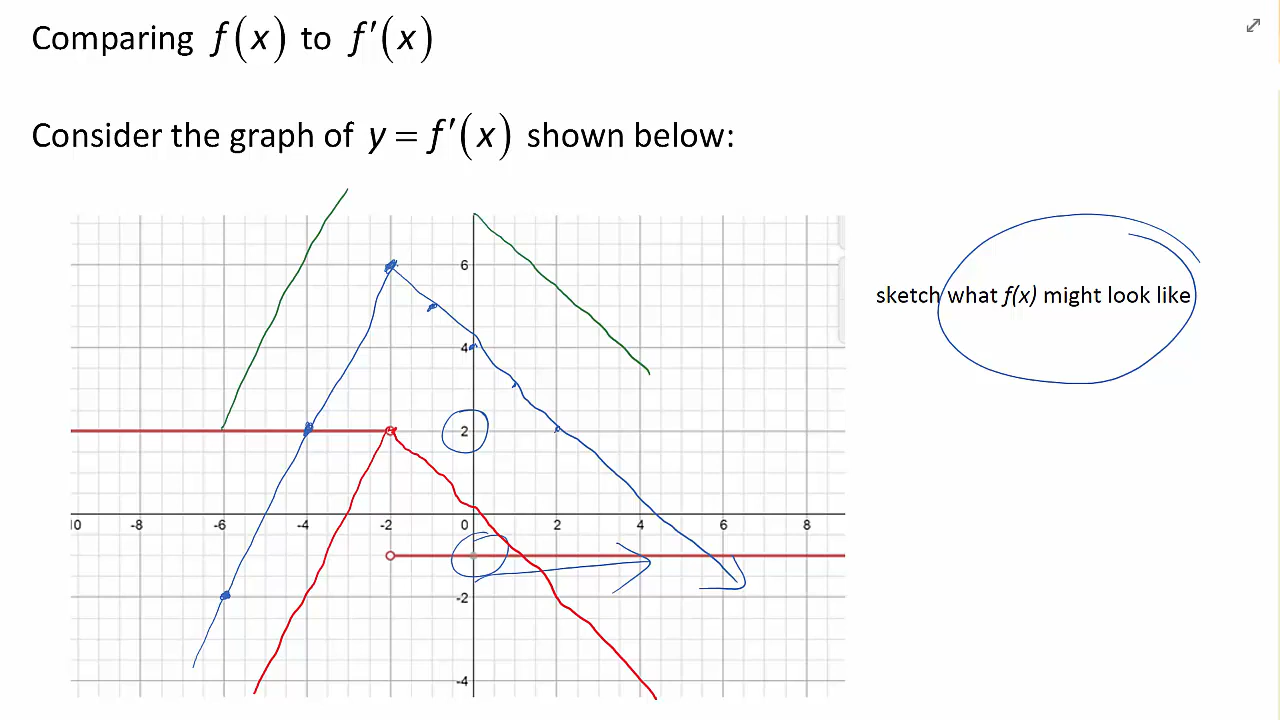 Comparing f(x) to f′(x)
Consider the graph of y = f′(x) shown below:
sketch what f(x) might look like
6
4
2
10 -8 -6 -4 -2 0 2 4 6 8
-2
-4